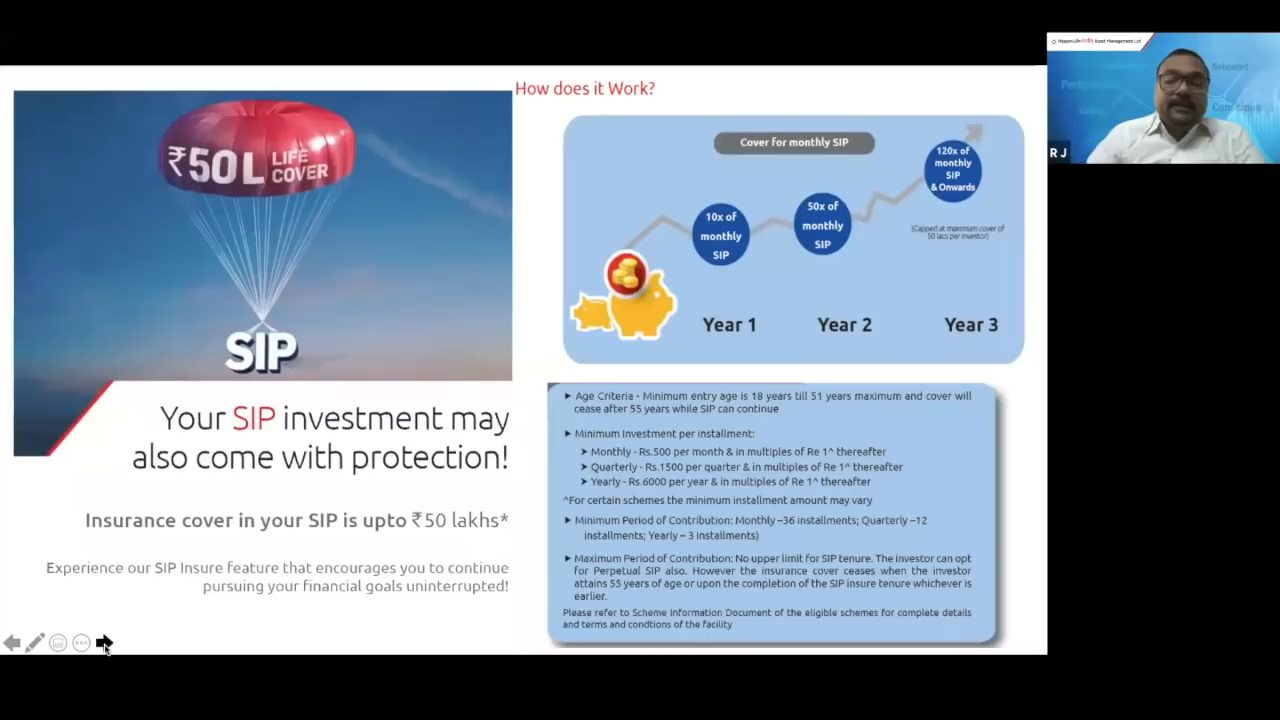 ₹50L LIFE
COVER
SIP
Your SIP investment may
also come with protection!
Insurance cover in your SIP is upto ₹50 lakhs*
Experience our SIP Insure feature that encourages you to continue
pursuing your financial goals uninterrupted!
How does it Work?
Cover for monthly SIP
10x of
monthly
SIP
50x of
monthly
SIP
120x of
monthly
SIP
& Onwards
(Capped at maximum cover of
50 lacs per investor)
Year 1
Year 2
Year 3
Age Criteria - Minimum entry age is 18 years till 51 years maximum and cover will
cease after 55 years while SIP can continue
Minimum Investment per installment:
Monthly - Rs.500 per month & in multiples of Re 1^ thereafter
Quarterly - Rs.1500 per quarter & in multiples of Re 1^ thereafter
Yearly - Rs.6000 per year & in multiples of Re 1^ thereafter
^For certain schemes the minimum installment amount may vary
Minimum Period of Contribution: Monthly –36 installments; Quarterly –12
installments; Yearly – 3 installments)
Maximum Period of Contribution: No upper limit for SIP tenure. The investor can opt
for Perpetual SIP also. However the insurance cover ceases when the investor
attains 55 years of age or upon the completion of the SIP insure tenure whichever is
earlier.
Please refer to Scheme Information Document of the eligible schemes for complete details
and terms and condtions of the facility
Nippon Life India Asset Management Ltd
Rebooted
Conscious
R J